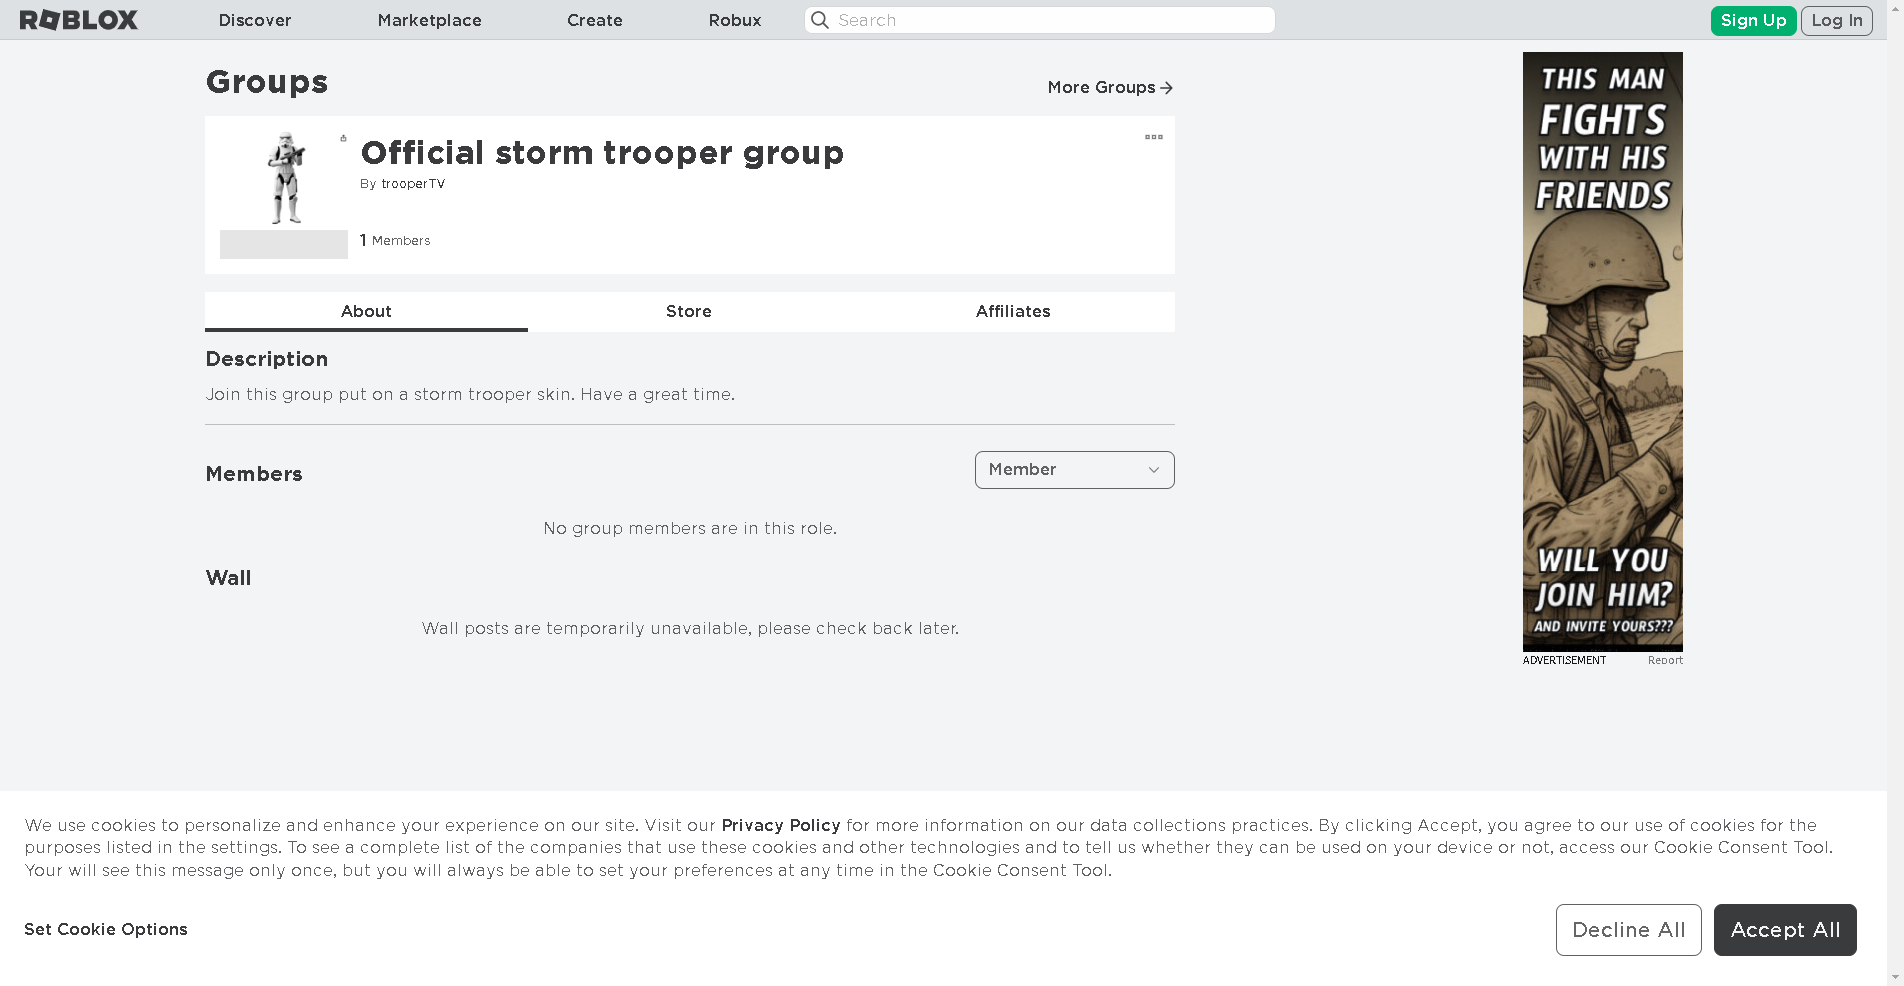 ROBLOX
Discover
Marketplace
Create
Robux
Search
Sign Up
Log In
Groups
More Groups
Official storm trooper group
By trooperTV
1 Members
About
Store
Affiliates
Description
Join this group put on a storm trooper skin. Have a great time.
Members
Member
No group members are in this role.
Wall
Wall posts are temporarily unavailable, please check back later.
THIS MAN
FIGHTS
WITH HIS
FRIENDS
WILL YOU
JOIN HIM?
AND INVITE YOURS???
ADVERTISEMENT
Report
We use cookies to personalize and enhance your experience on our site. Visit our Privacy Policy for more information on our data collections practices. By clicking Accept, you agree to our use of cookies for the
purposes listed in the settings. To see a complete list of the companies that use these cookies and other technologies and to tell us whether they can be used on your device or not, access our Cookie Consent Tool.
Your will see this message only once, but you will always be able to set your preferences at any time in the Cookie Consent Tool.
Set Cookie Options
Decline All
Accept All